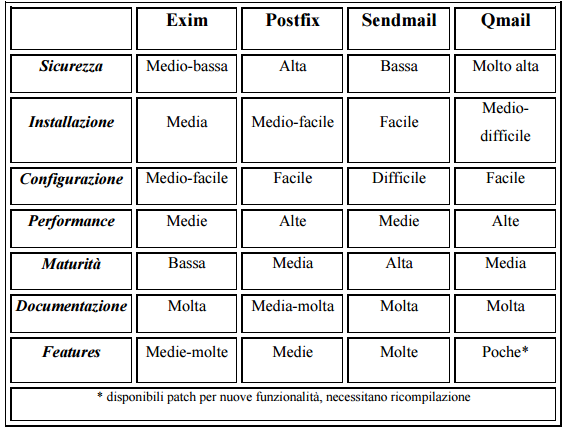 Exim Postfix Sendmail Qmail
Sicurezza Medio-bassa Alta Bassa Molto alta
Installazione Media Medio-facile Facile Medio-
difficile
Configurazione Medio-facile Facile Difficile Facile
Performance Medie Alte Medie Alte
Maturità Bassa Media Alta Media
Documentazione Molta Media-molta Molta Molta
Features Medie-molte Medie Molte Poche*
* disponibili patch per nuove funzionalità, necessitano ricompilazione